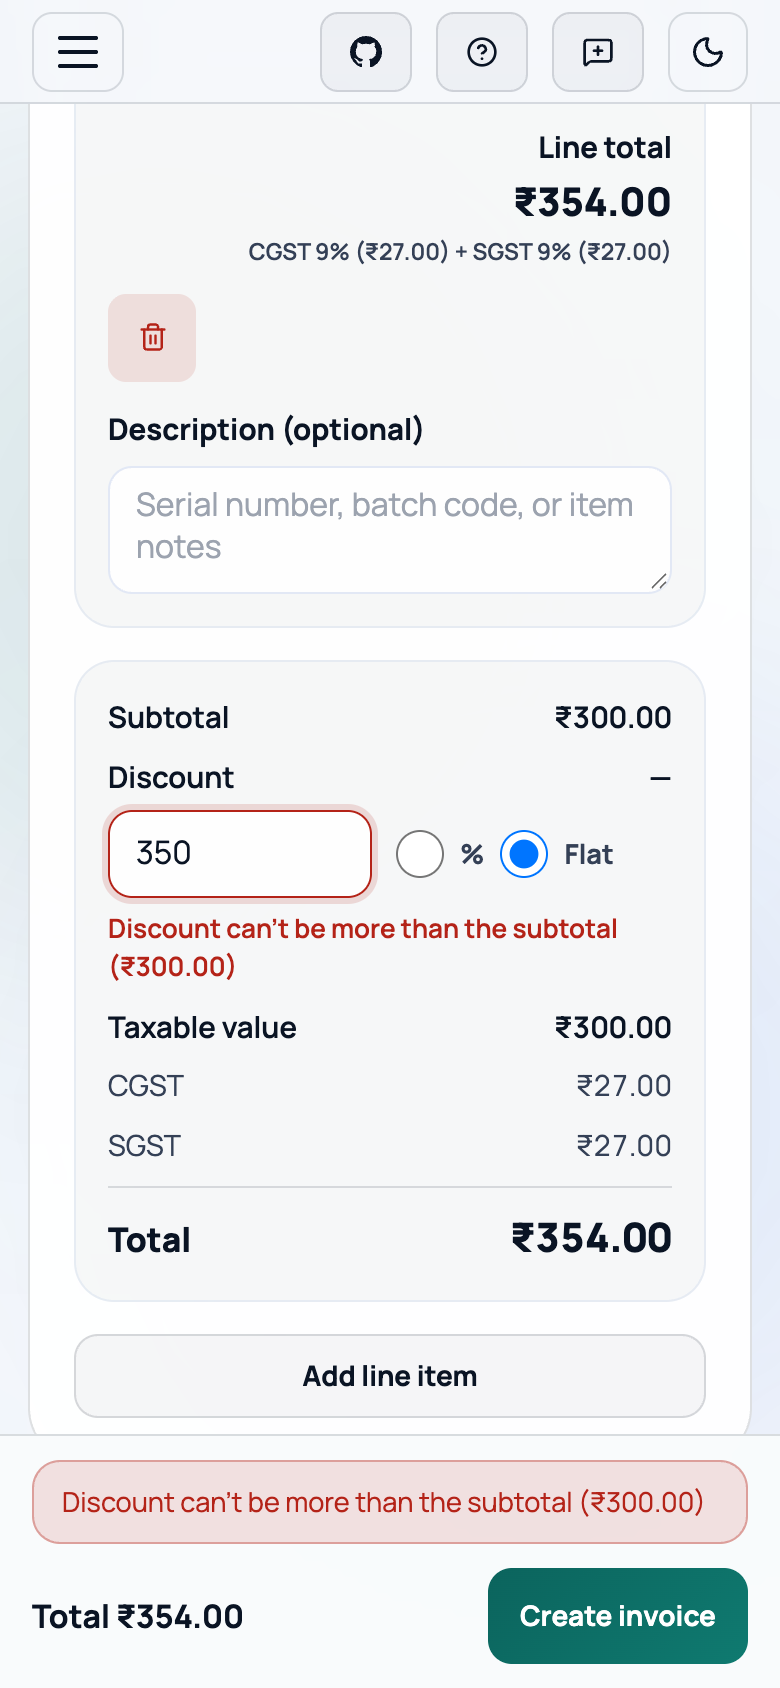 Line total
₹354.00
CGST 9% (₹27.00) + SGST 9% (₹27.00)
Description (optional)
Serial number, batch code, or item
notes
Subtotal ₹300.00
Discount –
350 % Flat
Discount can’t be more than the subtotal
(₹300.00)
Taxable value ₹300.00
CGST ₹27.00
SGST ₹27.00
Total ₹354.00
Add line item
Discount can’t be more than the subtotal (₹300.00)
Total ₹354.00 Create invoice